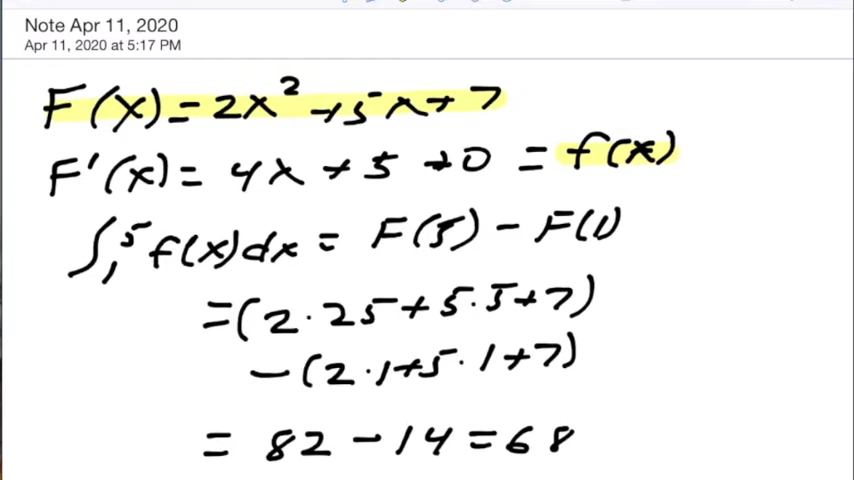 Note Apr 11, 2020
Apr 11, 2020 at 5:17 PM
F(x) = 2x² + 5x + 7
F'(x) = 4x + 5 + 0 = f(x)
∫₁⁵ f(x)dx = F(5) - F(1)
= (2·25 + 5·5 + 7)
- (2·1 + 5·1 + 7)
= 82 - 14 = 68